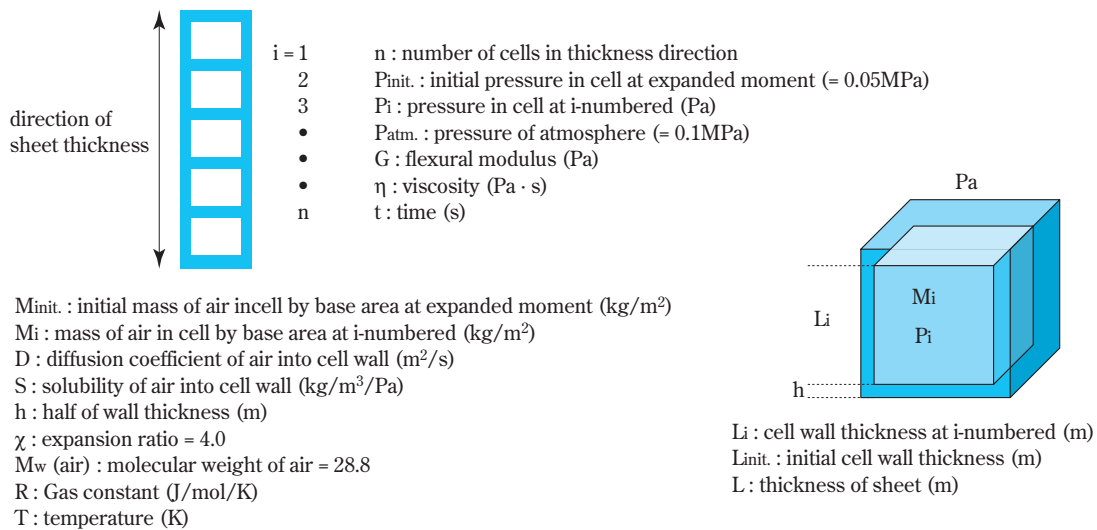 direction of
sheet thickness
i = 1
2
3
•
•
•
n
n : number of cells in thickness direction
Pinit. : initial pressure in cell at expanded moment (= 0.05MPa)
Pi : pressure in cell at i-numbered (Pa)
Patm. : pressure of atmosphere (= 0.1MPa)
G : flexural modulus (Pa)
η : viscosity (Pa · s)
t : time (s)
Minit. : initial mass of air incell by base area at expanded moment (kg/m²)
Mi : mass of air in cell by base area at i-numbered (kg/m²)
D : diffusion coefficient of air into cell wall (m²/s)
S : solubility of air into cell wall (kg/m³/Pa)
h : half of wall thickness (m)
χ : expansion ratio = 4.0
Mw (air) : molecular weight of air = 28.8
R : Gas constant (J/mol/K)
T : temperature (K)
Pa
Li
Mi
Pi
h
Li : cell wall thickness at i-numbered (m)
Linit. : initial cell wall thickness (m)
L : thickness of sheet (m)